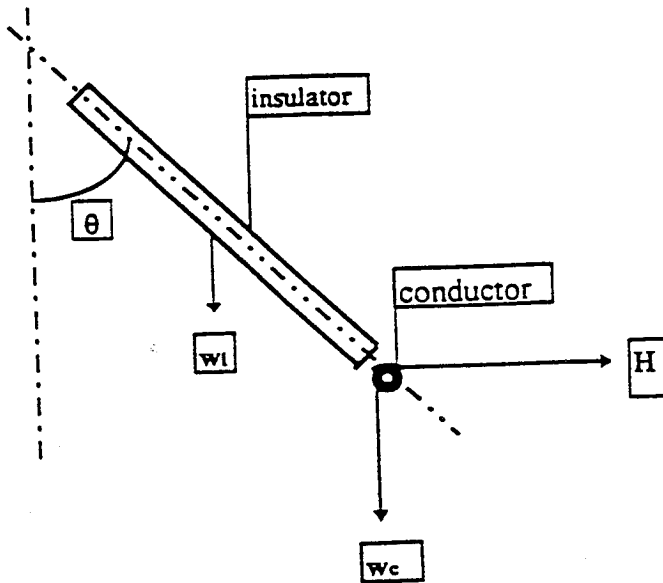 insulator
θ
conductor
wi
H
wc